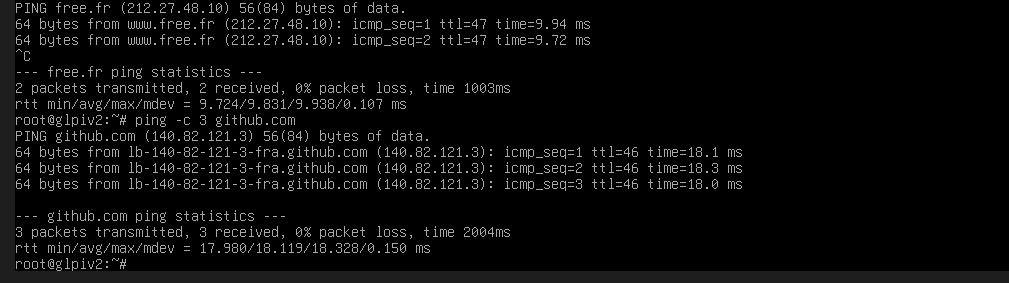 PING free.fr (212.27.48.10) 56(84) bytes of data.
64 bytes from www.free.fr (212.27.48.10): icmp_seq=1 ttl=47 time=9.94 ms
64 bytes from www.free.fr (212.27.48.10): icmp_seq=2 ttl=47 time=9.72 ms
^C
--- free.fr ping statistics ---
2 packets transmitted, 2 received, 0% packet loss, time 1003ms
rtt min/avg/max/mdev = 9.724/9.831/9.938/0.107 ms
root@glpiv2:~# ping -c 3 github.com
PING github.com (140.82.121.3) 56(84) bytes of data.
64 bytes from lb-140-82-121-3-fra.github.com (140.82.121.3): icmp_seq=1 ttl=46 time=18.1 ms
64 bytes from lb-140-82-121-3-fra.github.com (140.82.121.3): icmp_seq=2 ttl=46 time=18.3 ms
64 bytes from lb-140-82-121-3-fra.github.com (140.82.121.3): icmp_seq=3 ttl=46 time=18.0 ms
--- github.com ping statistics ---
3 packets transmitted, 3 received, 0% packet loss, time 2004ms
rtt min/avg/max/mdev = 17.980/18.119/18.328/0.150 ms
root@glpiv2:~#